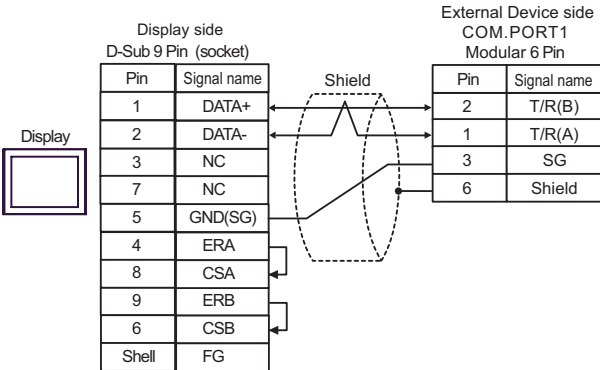 External Device side
Display side COM.PORT1
D-Sub 9 Pin (socket) Modular 6 Pin
Pin Signal name Shield Pin Signal name
1 DATA+ 2 T/R(B)
Display 2 DATA- 1 T/R(A)
3 NC 3 SG
7 NC 6 Shield
5 GND(SG)
4 ERA
8 CSA
9 ERB
6 CSB
Shell FG